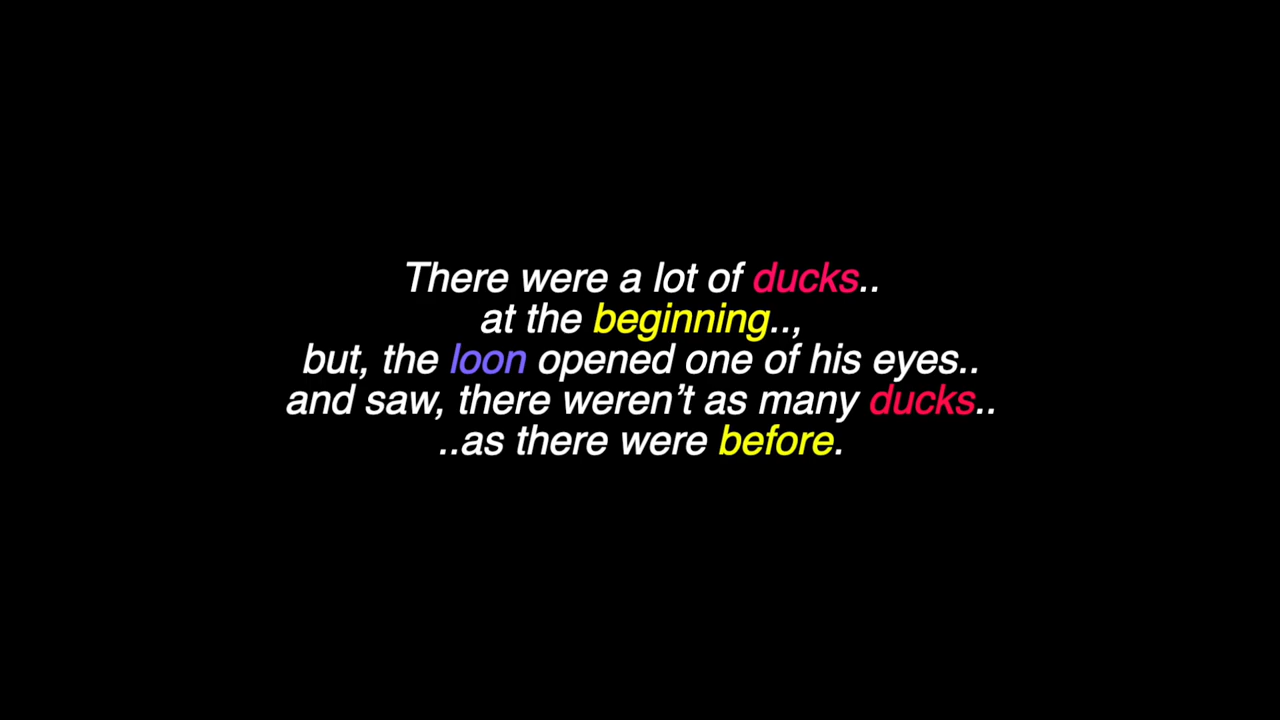 There were a lot of ducks..
at the beginning..,
but, the loon opened one of his eyes..
and saw, there weren’t as many ducks..
..as there were before.